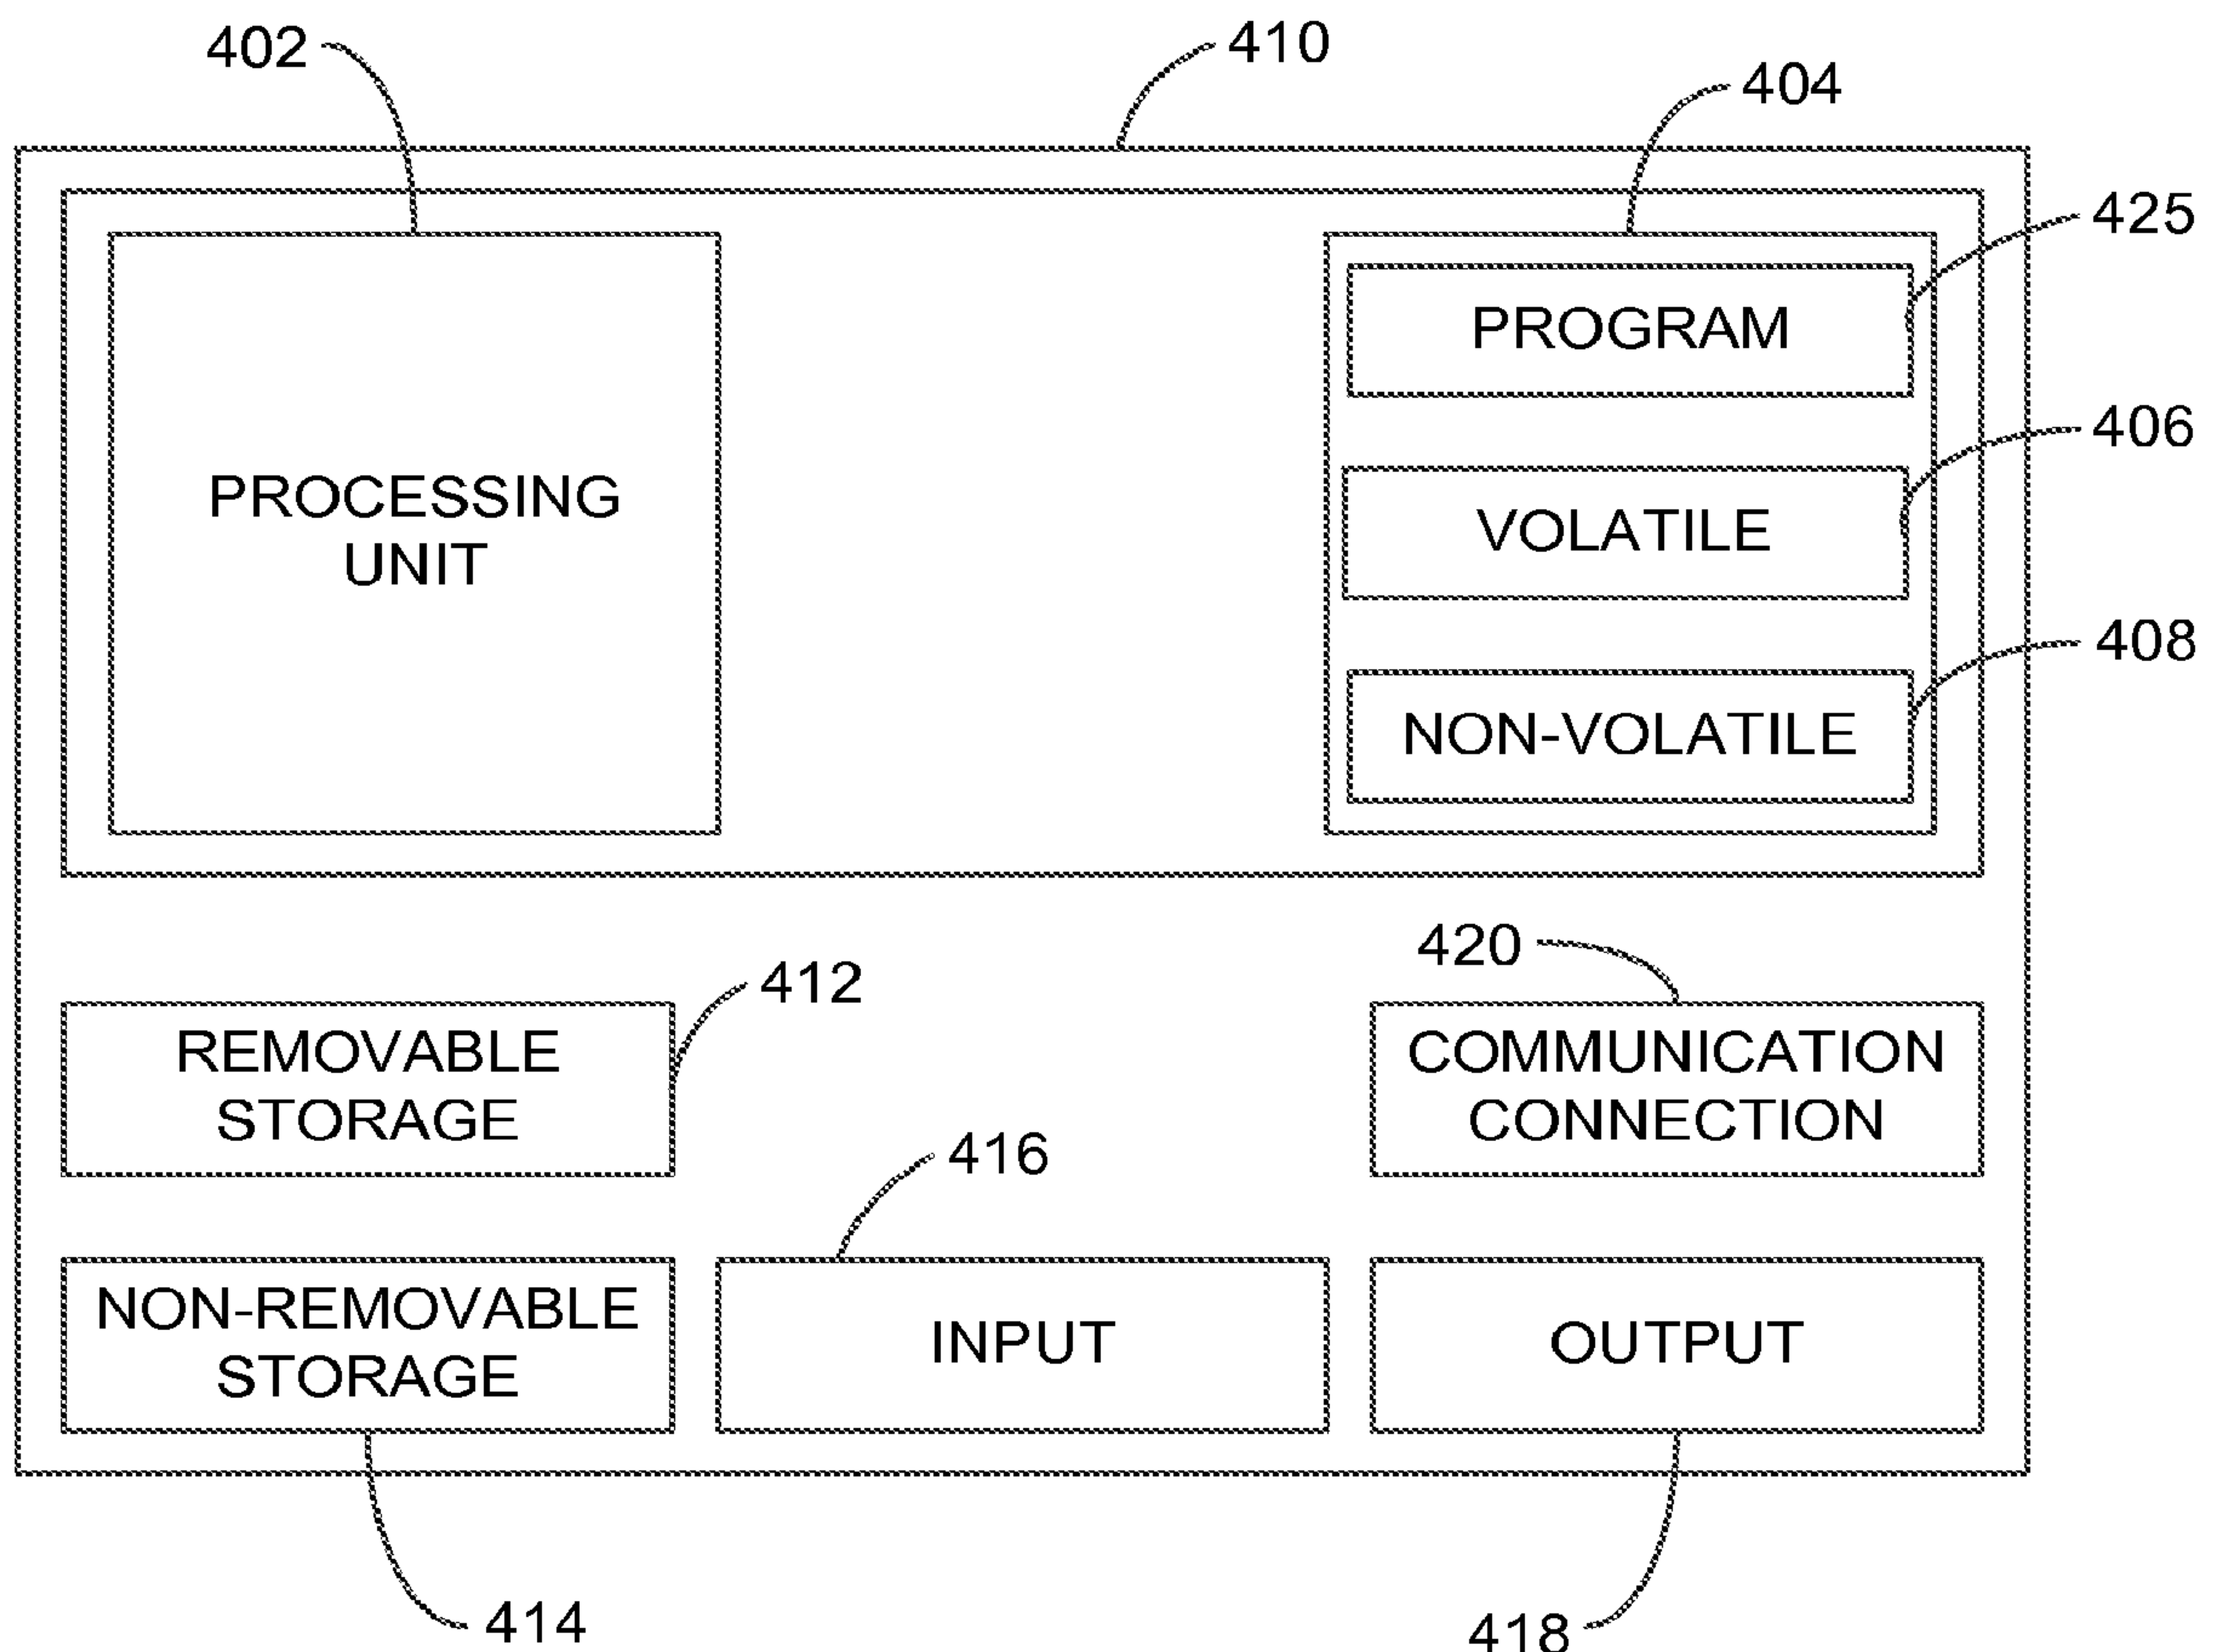 402
410
404
425
PROGRAM
406
PROCESSING
UNIT
VOLATILE
408
NON-VOLATILE
420
412
REMOVABLE
STORAGE
COMMUNICATION
CONNECTION
416
NON-REMOVABLE
STORAGE
INPUT
OUTPUT
414
418